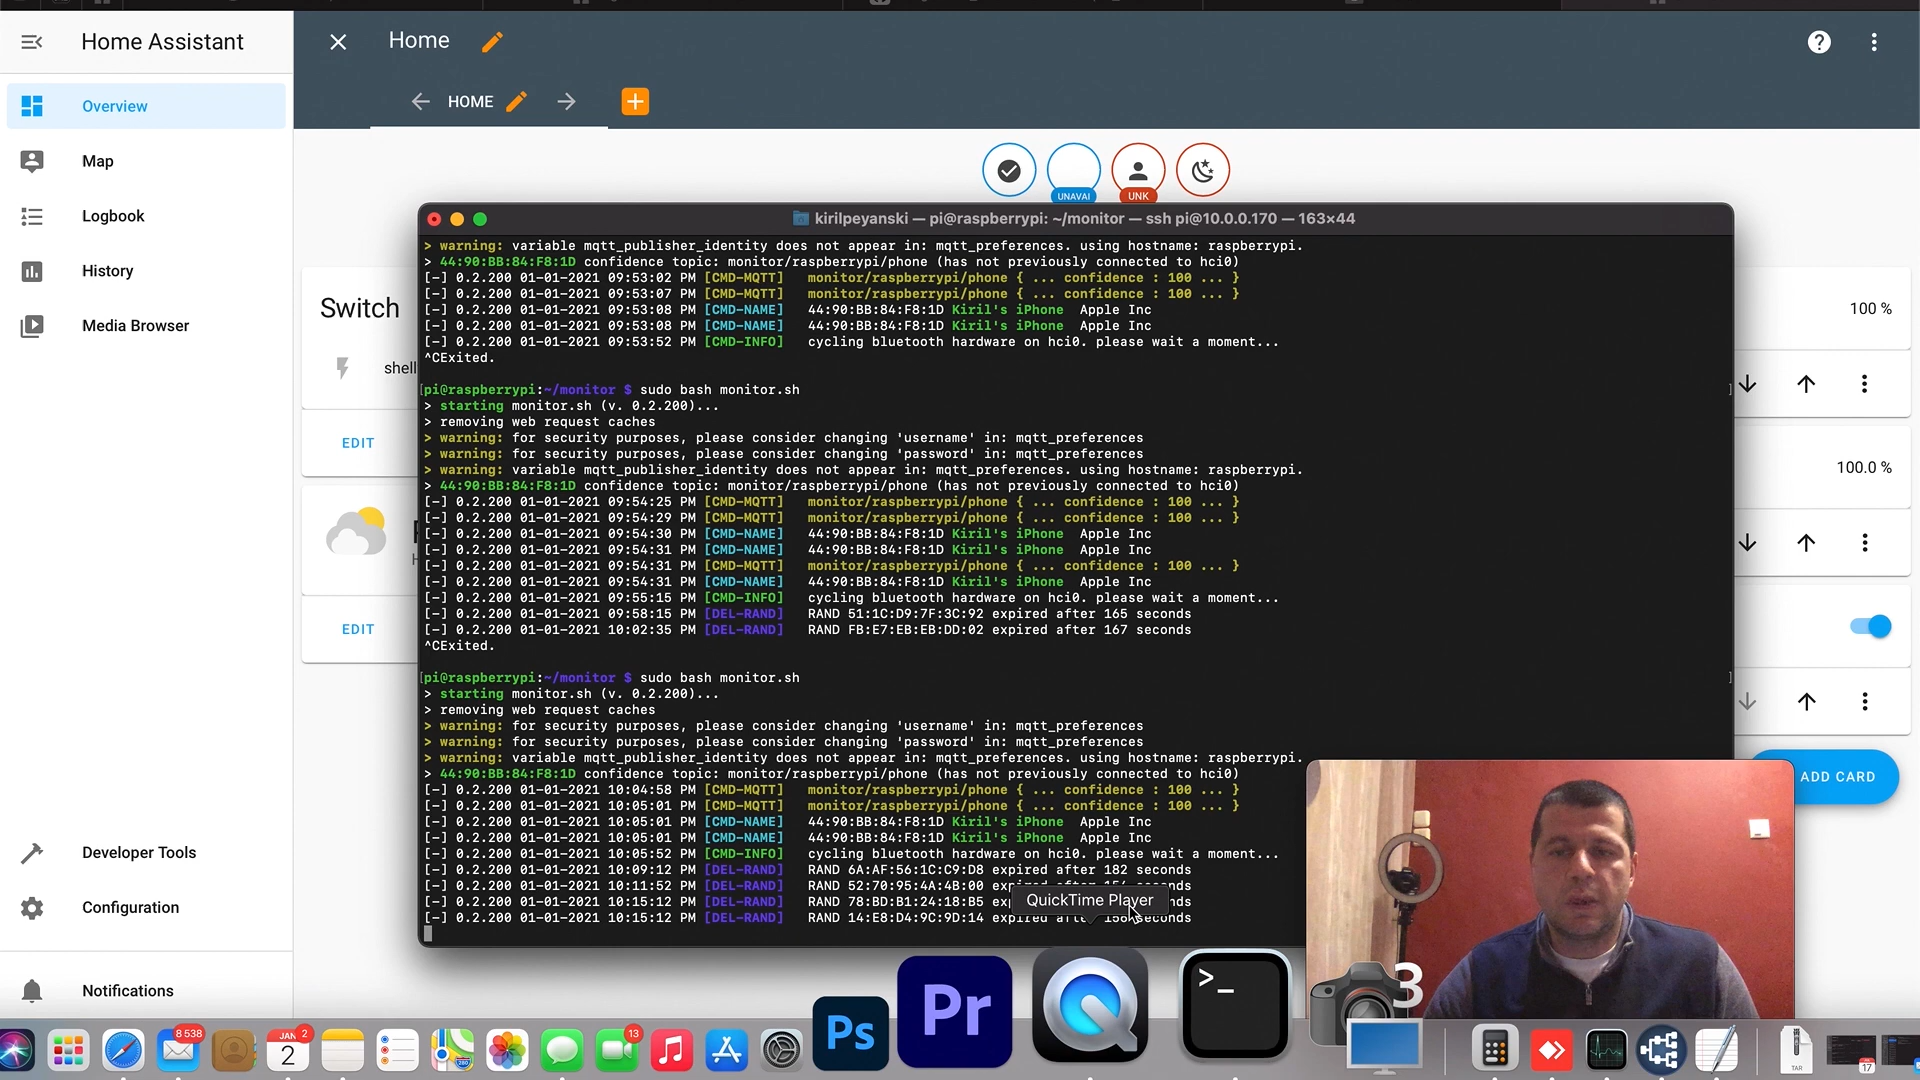 Home Assistant
Home
HOME
Overview
Map
Logbook
History
Media Browser
Developer Tools
Configuration
Notifications
UNAVAI
UNK
Switch
shell
EDIT
EDIT
100 %
100.0 %
ADD CARD
kirilpeyanski — pi@raspberrypi: ~/monitor — ssh pi@10.0.0.170 — 163×44
> warning: variable mqtt_publisher_identity does not appear in: mqtt_preferences. using hostname: raspberrypi.
> 44:90:BB:84:F8:1D confidence topic: monitor/raspberrypi/phone (has not previously connected to hci0)
[-] 0.2.200 01-01-2021 09:53:02 PM [CMD-MQTT] monitor/raspberrypi/phone { ... confidence : 100 ... }
[-] 0.2.200 01-01-2021 09:53:07 PM [CMD-MQTT] monitor/raspberrypi/phone { ... confidence : 100 ... }
[-] 0.2.200 01-01-2021 09:53:08 PM [CMD-NAME] 44:90:BB:84:F8:1D Kiril's iPhone Apple Inc
[-] 0.2.200 01-01-2021 09:53:08 PM [CMD-NAME] 44:90:BB:84:F8:1D Kiril's iPhone Apple Inc
[-] 0.2.200 01-01-2021 09:53:52 PM [CMD-INFO] cycling bluetooth hardware on hci0. please wait a moment...
^CExited.
[pi@raspberrypi:~/monitor $ sudo bash monitor.sh ]
> starting monitor.sh (v. 0.2.200)...
> removing web request caches
> warning: for security purposes, please consider changing 'username' in: mqtt_preferences
> warning: for security purposes, please consider changing 'password' in: mqtt_preferences
> warning: variable mqtt_publisher_identity does not appear in: mqtt_preferences. using hostname: raspberrypi.
> 44:90:BB:84:F8:1D confidence topic: monitor/raspberrypi/phone (has not previously connected to hci0)
[-] 0.2.200 01-01-2021 09:54:25 PM [CMD-MQTT] monitor/raspberrypi/phone { ... confidence : 100 ... }
[-] 0.2.200 01-01-2021 09:54:29 PM [CMD-MQTT] monitor/raspberrypi/phone { ... confidence : 100 ... }
[-] 0.2.200 01-01-2021 09:54:30 PM [CMD-NAME] 44:90:BB:84:F8:1D Kiril's iPhone Apple Inc
[-] 0.2.200 01-01-2021 09:54:31 PM [CMD-NAME] 44:90:BB:84:F8:1D Kiril's iPhone Apple Inc
[-] 0.2.200 01-01-2021 09:54:31 PM [CMD-MQTT] monitor/raspberrypi/phone { ... confidence : 100 ... }
[-] 0.2.200 01-01-2021 09:54:31 PM [CMD-NAME] 44:90:BB:84:F8:1D Kiril's iPhone Apple Inc
[-] 0.2.200 01-01-2021 09:55:15 PM [CMD-INFO] cycling bluetooth hardware on hci0. please wait a moment...
[-] 0.2.200 01-01-2021 09:58:15 PM [DEL-RAND] RAND 51:1C:D9:7F:3C:92 expired after 165 seconds
[-] 0.2.200 01-01-2021 10:02:35 PM [DEL-RAND] RAND FB:E7:EB:EB:DD:02 expired after 167 seconds
^CExited.
[pi@raspberrypi:~/monitor $ sudo bash monitor.sh ]
> starting monitor.sh (v. 0.2.200)...
> removing web request caches
> warning: for security purposes, please consider changing 'username' in: mqtt_preferences
> warning: for security purposes, please consider changing 'password' in: mqtt_preferences
> warning: variable mqtt_publisher_identity does not appear in: mqtt_preferences. using hostname: raspberrypi.
> 44:90:BB:84:F8:1D confidence topic: monitor/raspberrypi/phone (has not previously connected to hci0)
[-] 0.2.200 01-01-2021 10:04:58 PM [CMD-MQTT] monitor/raspberrypi/phone { ... confidence : 100 ... }
[-] 0.2.200 01-01-2021 10:05:01 PM [CMD-MQTT] monitor/raspberrypi/phone { ... confidence : 100 ... }
[-] 0.2.200 01-01-2021 10:05:01 PM [CMD-NAME] 44:90:BB:84:F8:1D Kiril's iPhone Apple Inc
[-] 0.2.200 01-01-2021 10:05:01 PM [CMD-NAME] 44:90:BB:84:F8:1D Kiril's iPhone Apple Inc
[-] 0.2.200 01-01-2021 10:05:52 PM [CMD-INFO] cycling bluetooth hardware on hci0. please wait a moment...
[-] 0.2.200 01-01-2021 10:09:12 PM [DEL-RAND] RAND 6A:AF:56:1C:C9:D8 expired after 182 seconds
[-] 0.2.200 01-01-2021 10:11:52 PM [DEL-RAND] RAND 52:70:95:4A:4B:00 expired after seconds
[-] 0.2.200 01-01-2021 10:15:12 PM [DEL-RAND] RAND 78:BD:B1:24:18:B5 seconds
[-] 0.2.200 01-01-2021 10:15:12 PM [DEL-RAND] RAND 14:E8:D4:9C:9D:14 expired after seconds
QuickTime Player
Ps
Pr
>_
3
8 538
JAN
2
2
13
TAR
17